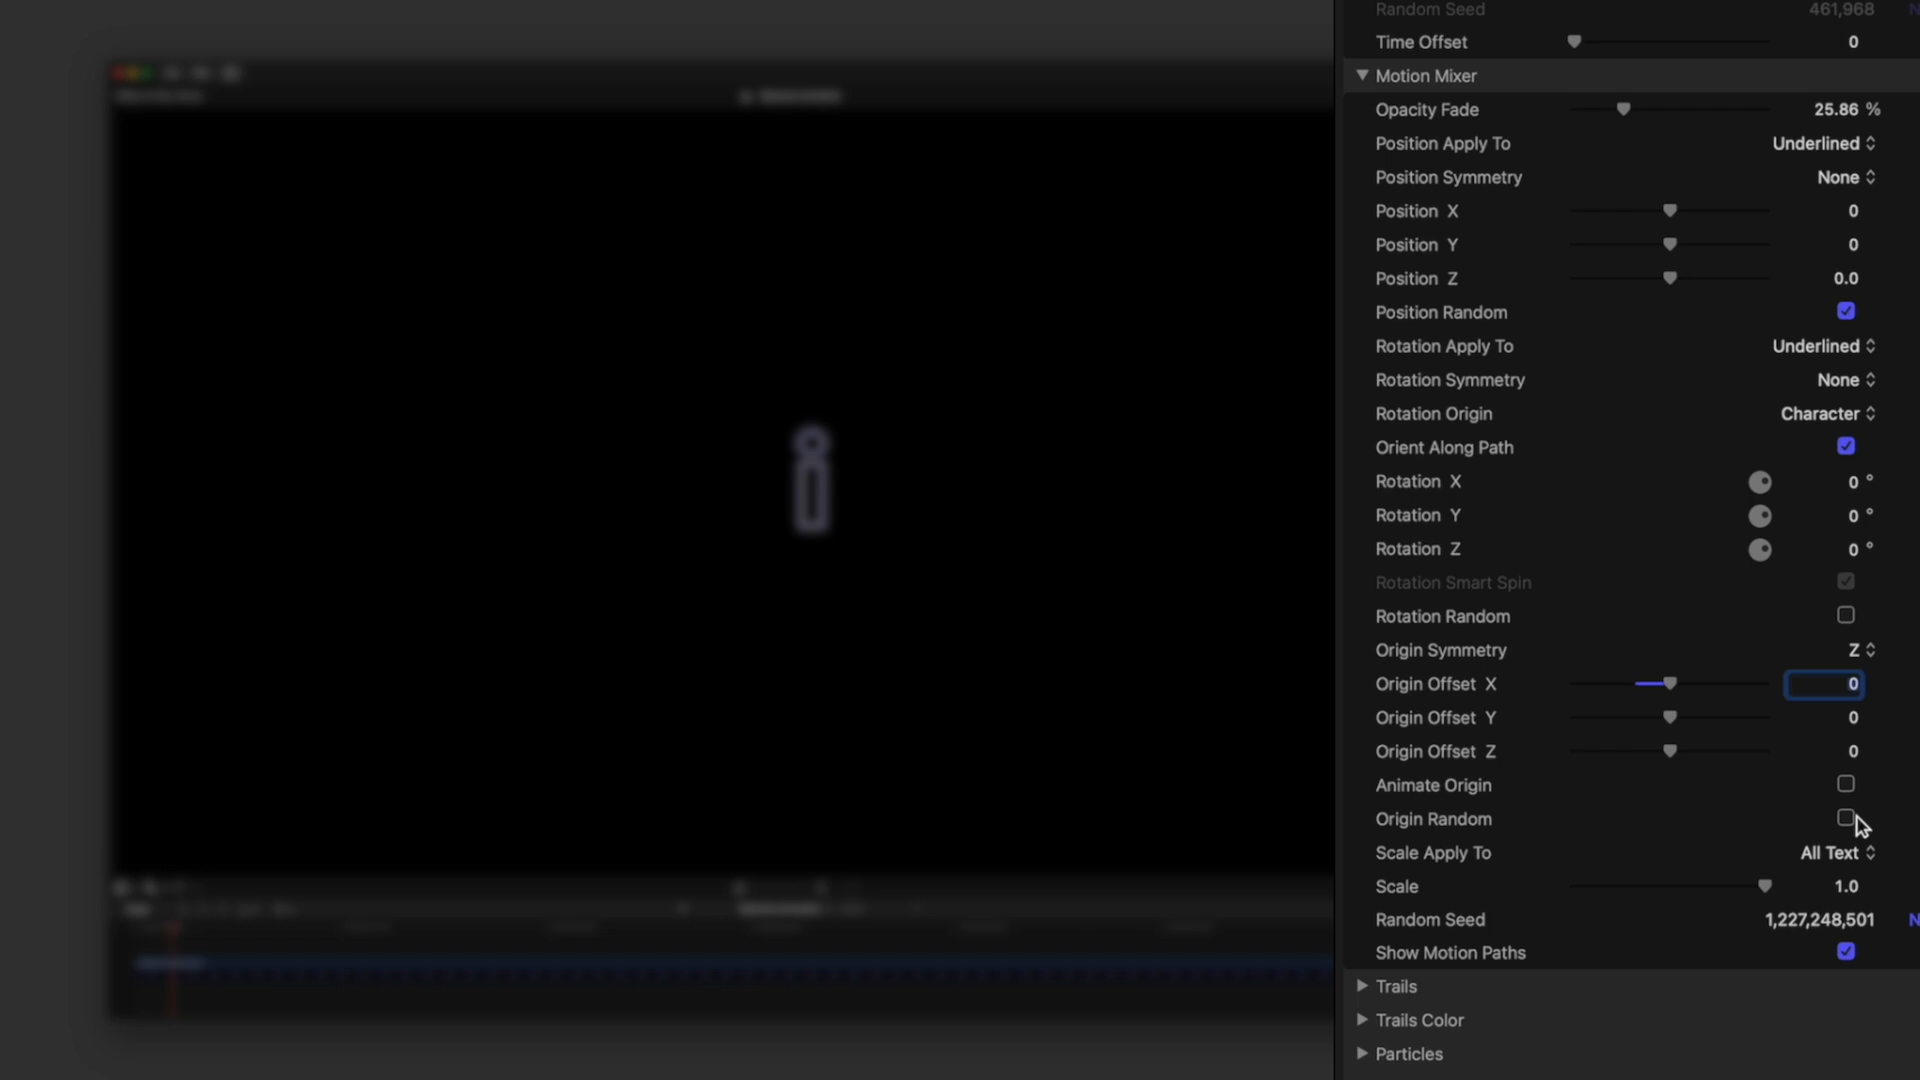 Random Seed 461,968 N
Time Offset 0
Motion Mixer
Opacity Fade 25.86 %
Position Apply To Underlined
Position Symmetry None
Position X 0
Position Y 0
Position Z 0.0
Position Random
Rotation Apply To Underlined
Rotation Symmetry None
Rotation Origin Character
Orient Along Path
Rotation X 0 °
Rotation Y 0 °
Rotation Z 0 °
Rotation Smart Spin
Rotation Random
Origin Symmetry Z
Origin Offset X 0
Origin Offset Y 0
Origin Offset Z 0
Animate Origin
Origin Random
Scale Apply To All Text
Scale 1.0
Random Seed 1,227,248,501 N
Show Motion Paths
Trails
Trails Color
Particles
i